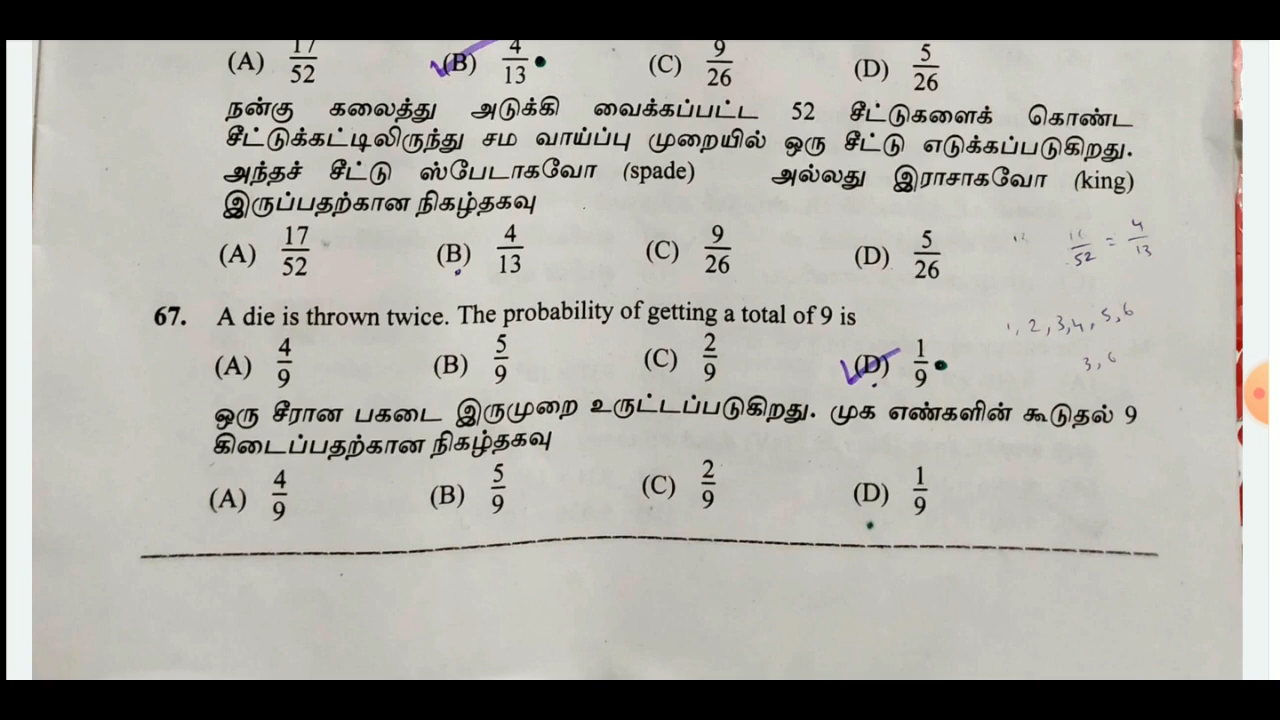 (A) 17/52 (B) 4/13 (C) 9/26 (D) 5/26
நன்கு கலைத்து அடுக்கி வைக்கப்பட்ட 52 சீட்டுகளைக் கொண்ட
சீட்டுக்கட்டிலிருந்து சம வாய்ப்பு முறையில் ஒரு சீட்டு எடுக்கப்படுகிறது.
அந்தச் சீட்டு ஸ்பேடாகவோ (spade) அல்லது இராசாகவோ (king)
இருப்பதற்கான நிகழ்தகவு
(A) 17/52 (B) 4/13 (C) 9/26 (D) 5/26
52 = 4/13
67. A die is thrown twice. The probability of getting a total of 9 is
1, 2, 3, 4, 5, 6
(A) 4/9 (B) 5/9 (C) 2/9 (D) 1/9
3, 6
ஒரு சீரான பகடை இருமுறை உருட்டப்படுகிறது. முக எண்களின் கூடுதல் 9
கிடைப்பதற்கான நிகழ்தகவு
(A) 4/9 (B) 5/9 (C) 2/9 (D) 1/9